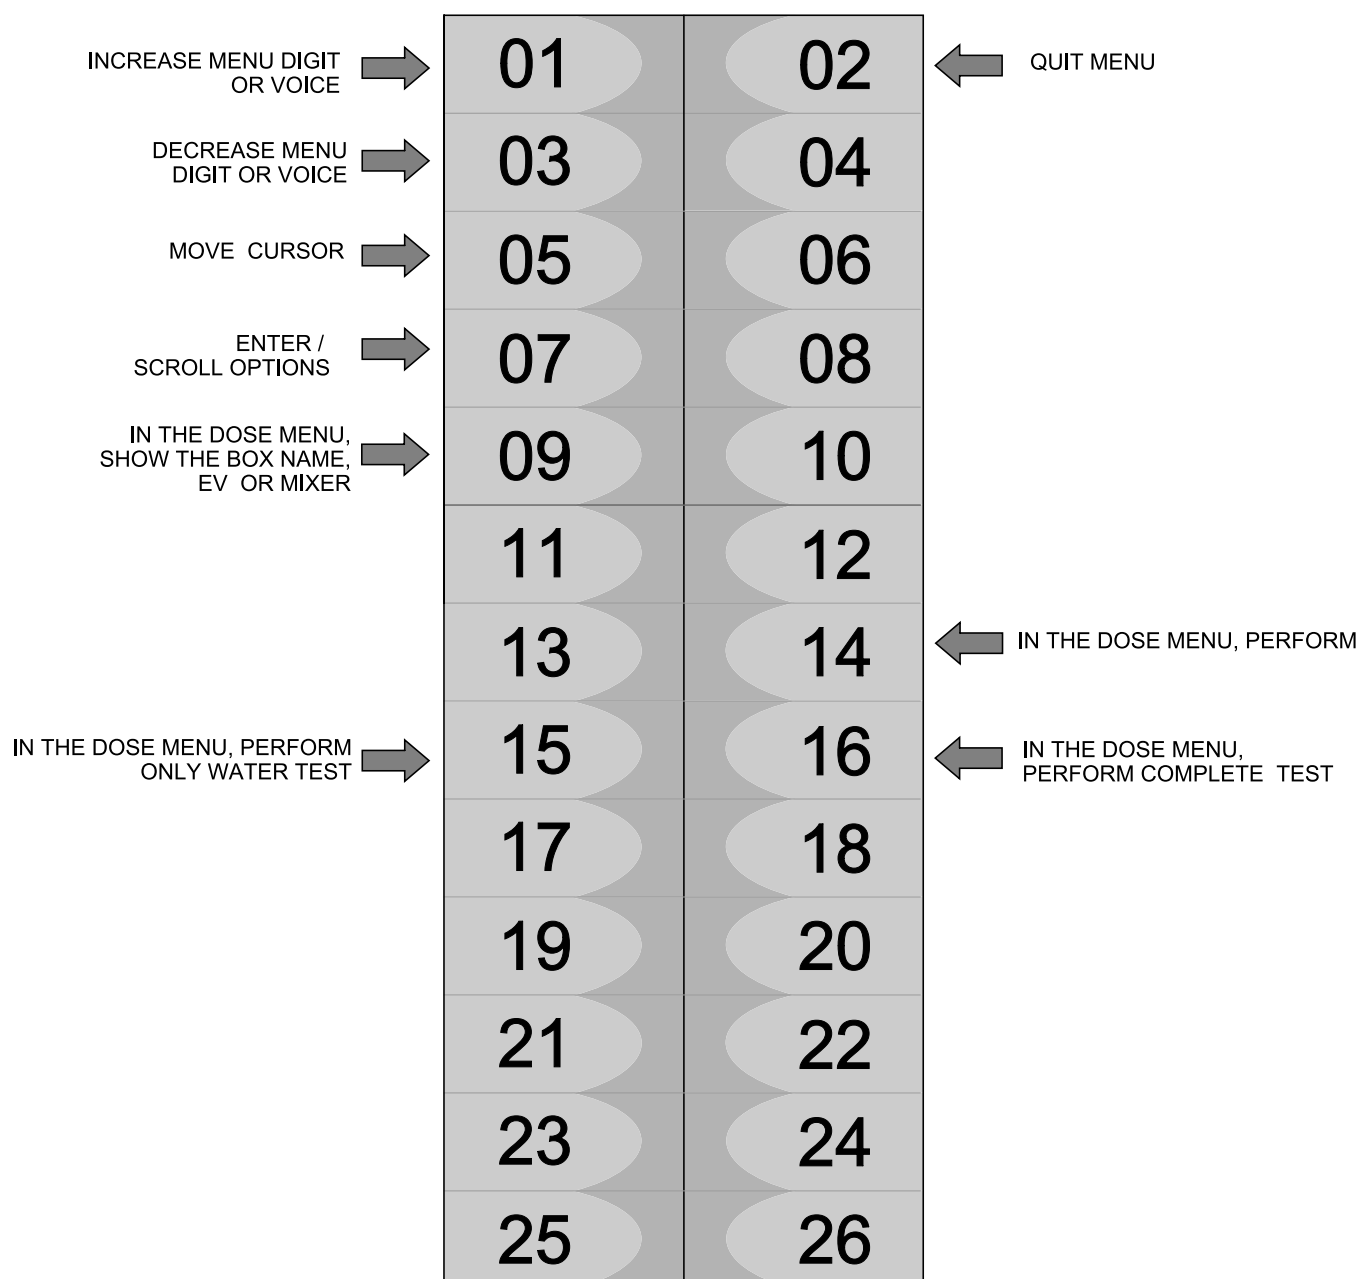 INCREASE MENU DIGIT
OR VOICE
01
02
QUIT MENU
DECREASE MENU
DIGIT OR VOICE
03
04
MOVE CURSOR
05
06
ENTER /
SCROLL OPTIONS
07
08
IN THE DOSE MENU,
SHOW THE BOX NAME,
EV OR MIXER
09
10
11
12
13
14
IN THE DOSE MENU, PERFORM
IN THE DOSE MENU, PERFORM
ONLY WATER TEST
15
16
IN THE DOSE MENU,
PERFORM COMPLETE TEST
17
18
19
20
21
22
23
24
25
26